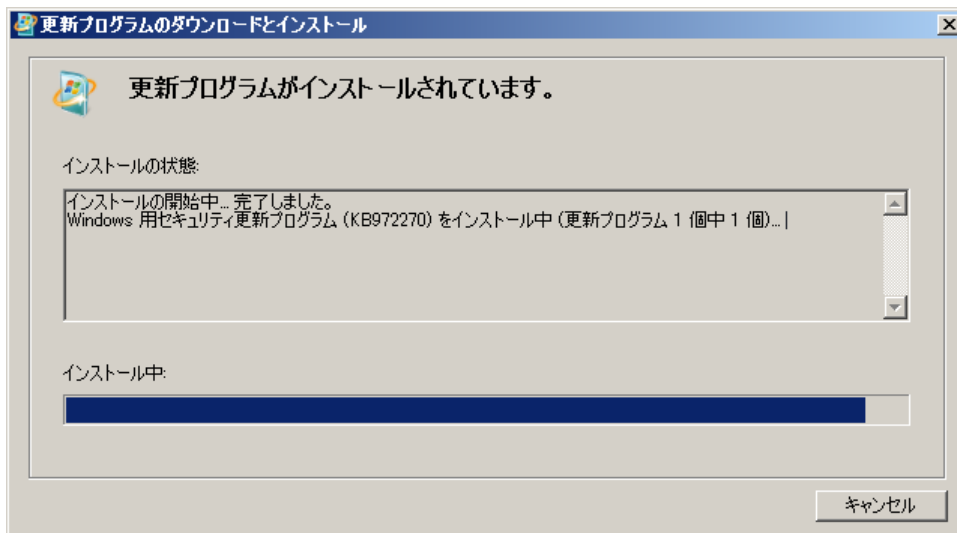 更新プログラムのダウンロードとインストール
更新プログラムがインストールされています。
インストールの状態:
インストールの開始中... 完了しました。
Windows 用セキュリティ更新プログラム (KB972270) をインストール中 (更新プログラム 1 個中 1 個)...
インストール中:
キャンセル